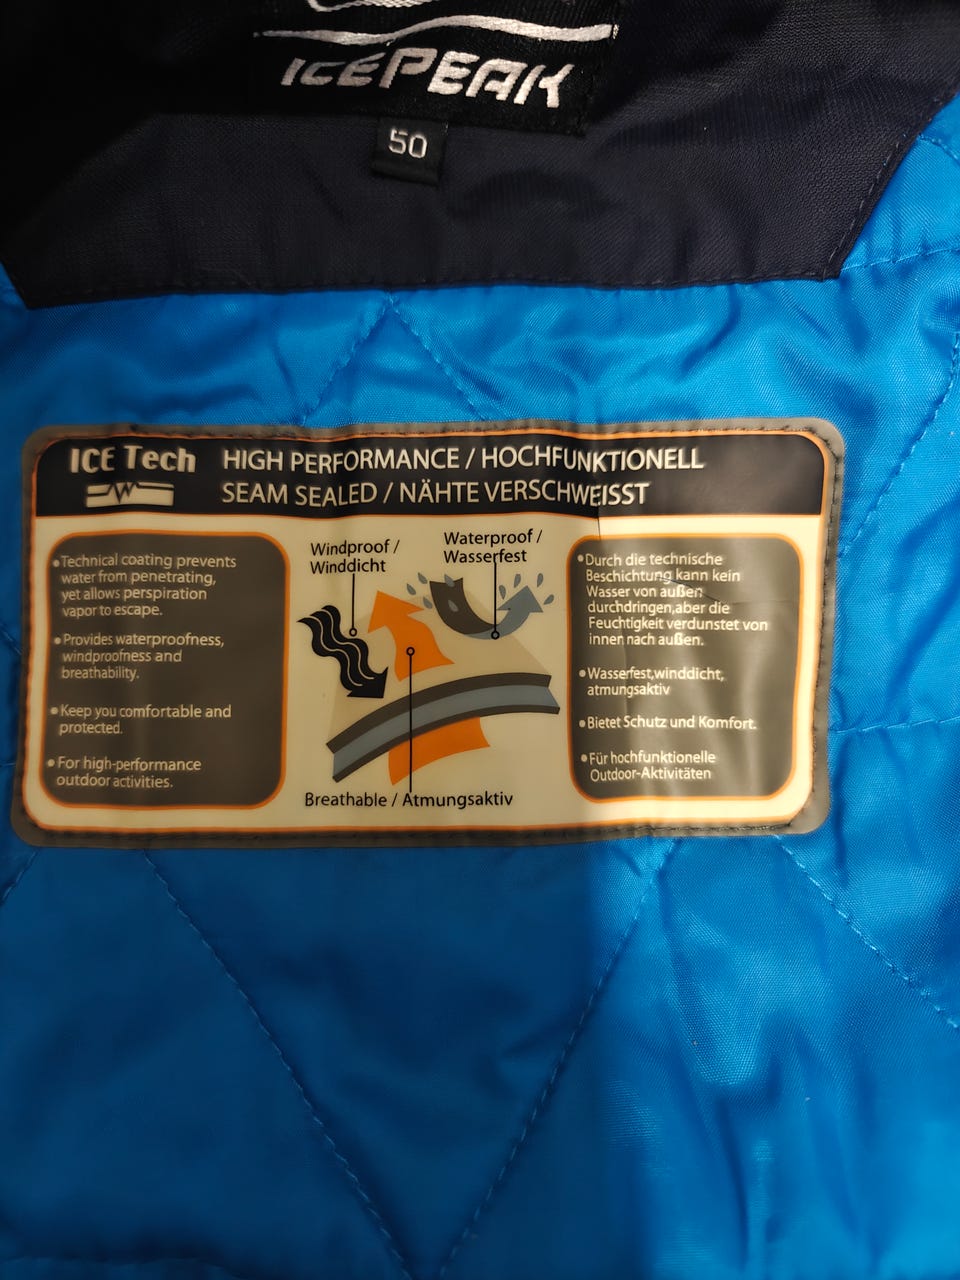 ICEPEAK
50
ICE Tech
HIGH PERFORMANCE / HOCHFUNKTIONELL
SEAM SEALED / NÄHTE VERSCHWEISST
•Technical coating prevents
water from penetrating,
yet allows perspiration
vapor to escape.
•Provides waterproofness,
windproofness and
breathability.
•Keep you comfortable and
protected.
•For high-performance
outdoor activities.
Windproof /
Winddicht
Waterproof /
Wasserfest
Breathable / Atmungsaktiv
•Durch die technische
Beschichtung kann kein
Wasser von außen
durchdringen,aber die
Feuchtigkeit verdunstet von
innen nach außen.
•Wasserfest,winddicht,
atmungsaktiv
•Bietet Schutz und Komfort.
•Für hochfunktionelle
Outdoor-Aktivitäten